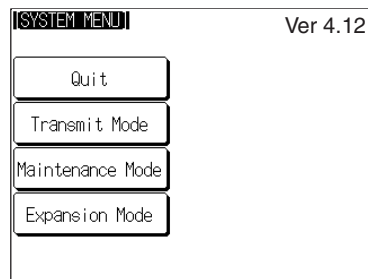 [SYSTEM MENU]
Ver 4.12
Quit
Transmit Mode
Maintenance Mode
Expansion Mode